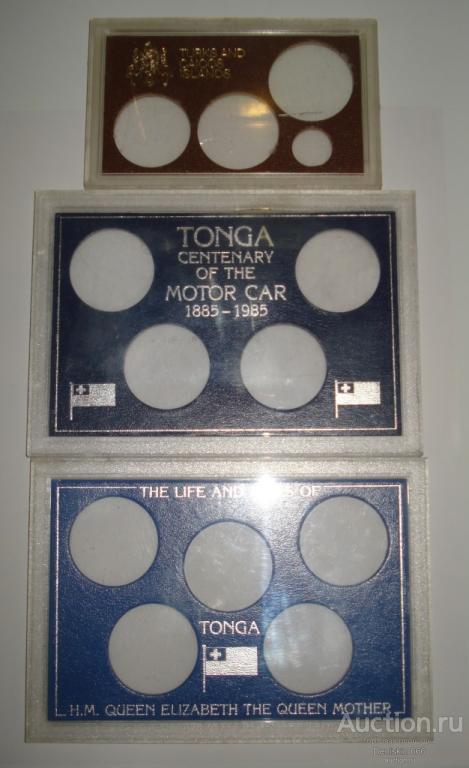 TURKS AND
CAICOS
ISLANDS
TONGA
CENTENARY
OF THE
MOTOR CAR
1885-1985
THE LIFE AND OF
TONGA
H.M. QUEEN ELIZABETH THE QUEEN MOTHER
Auction.ru